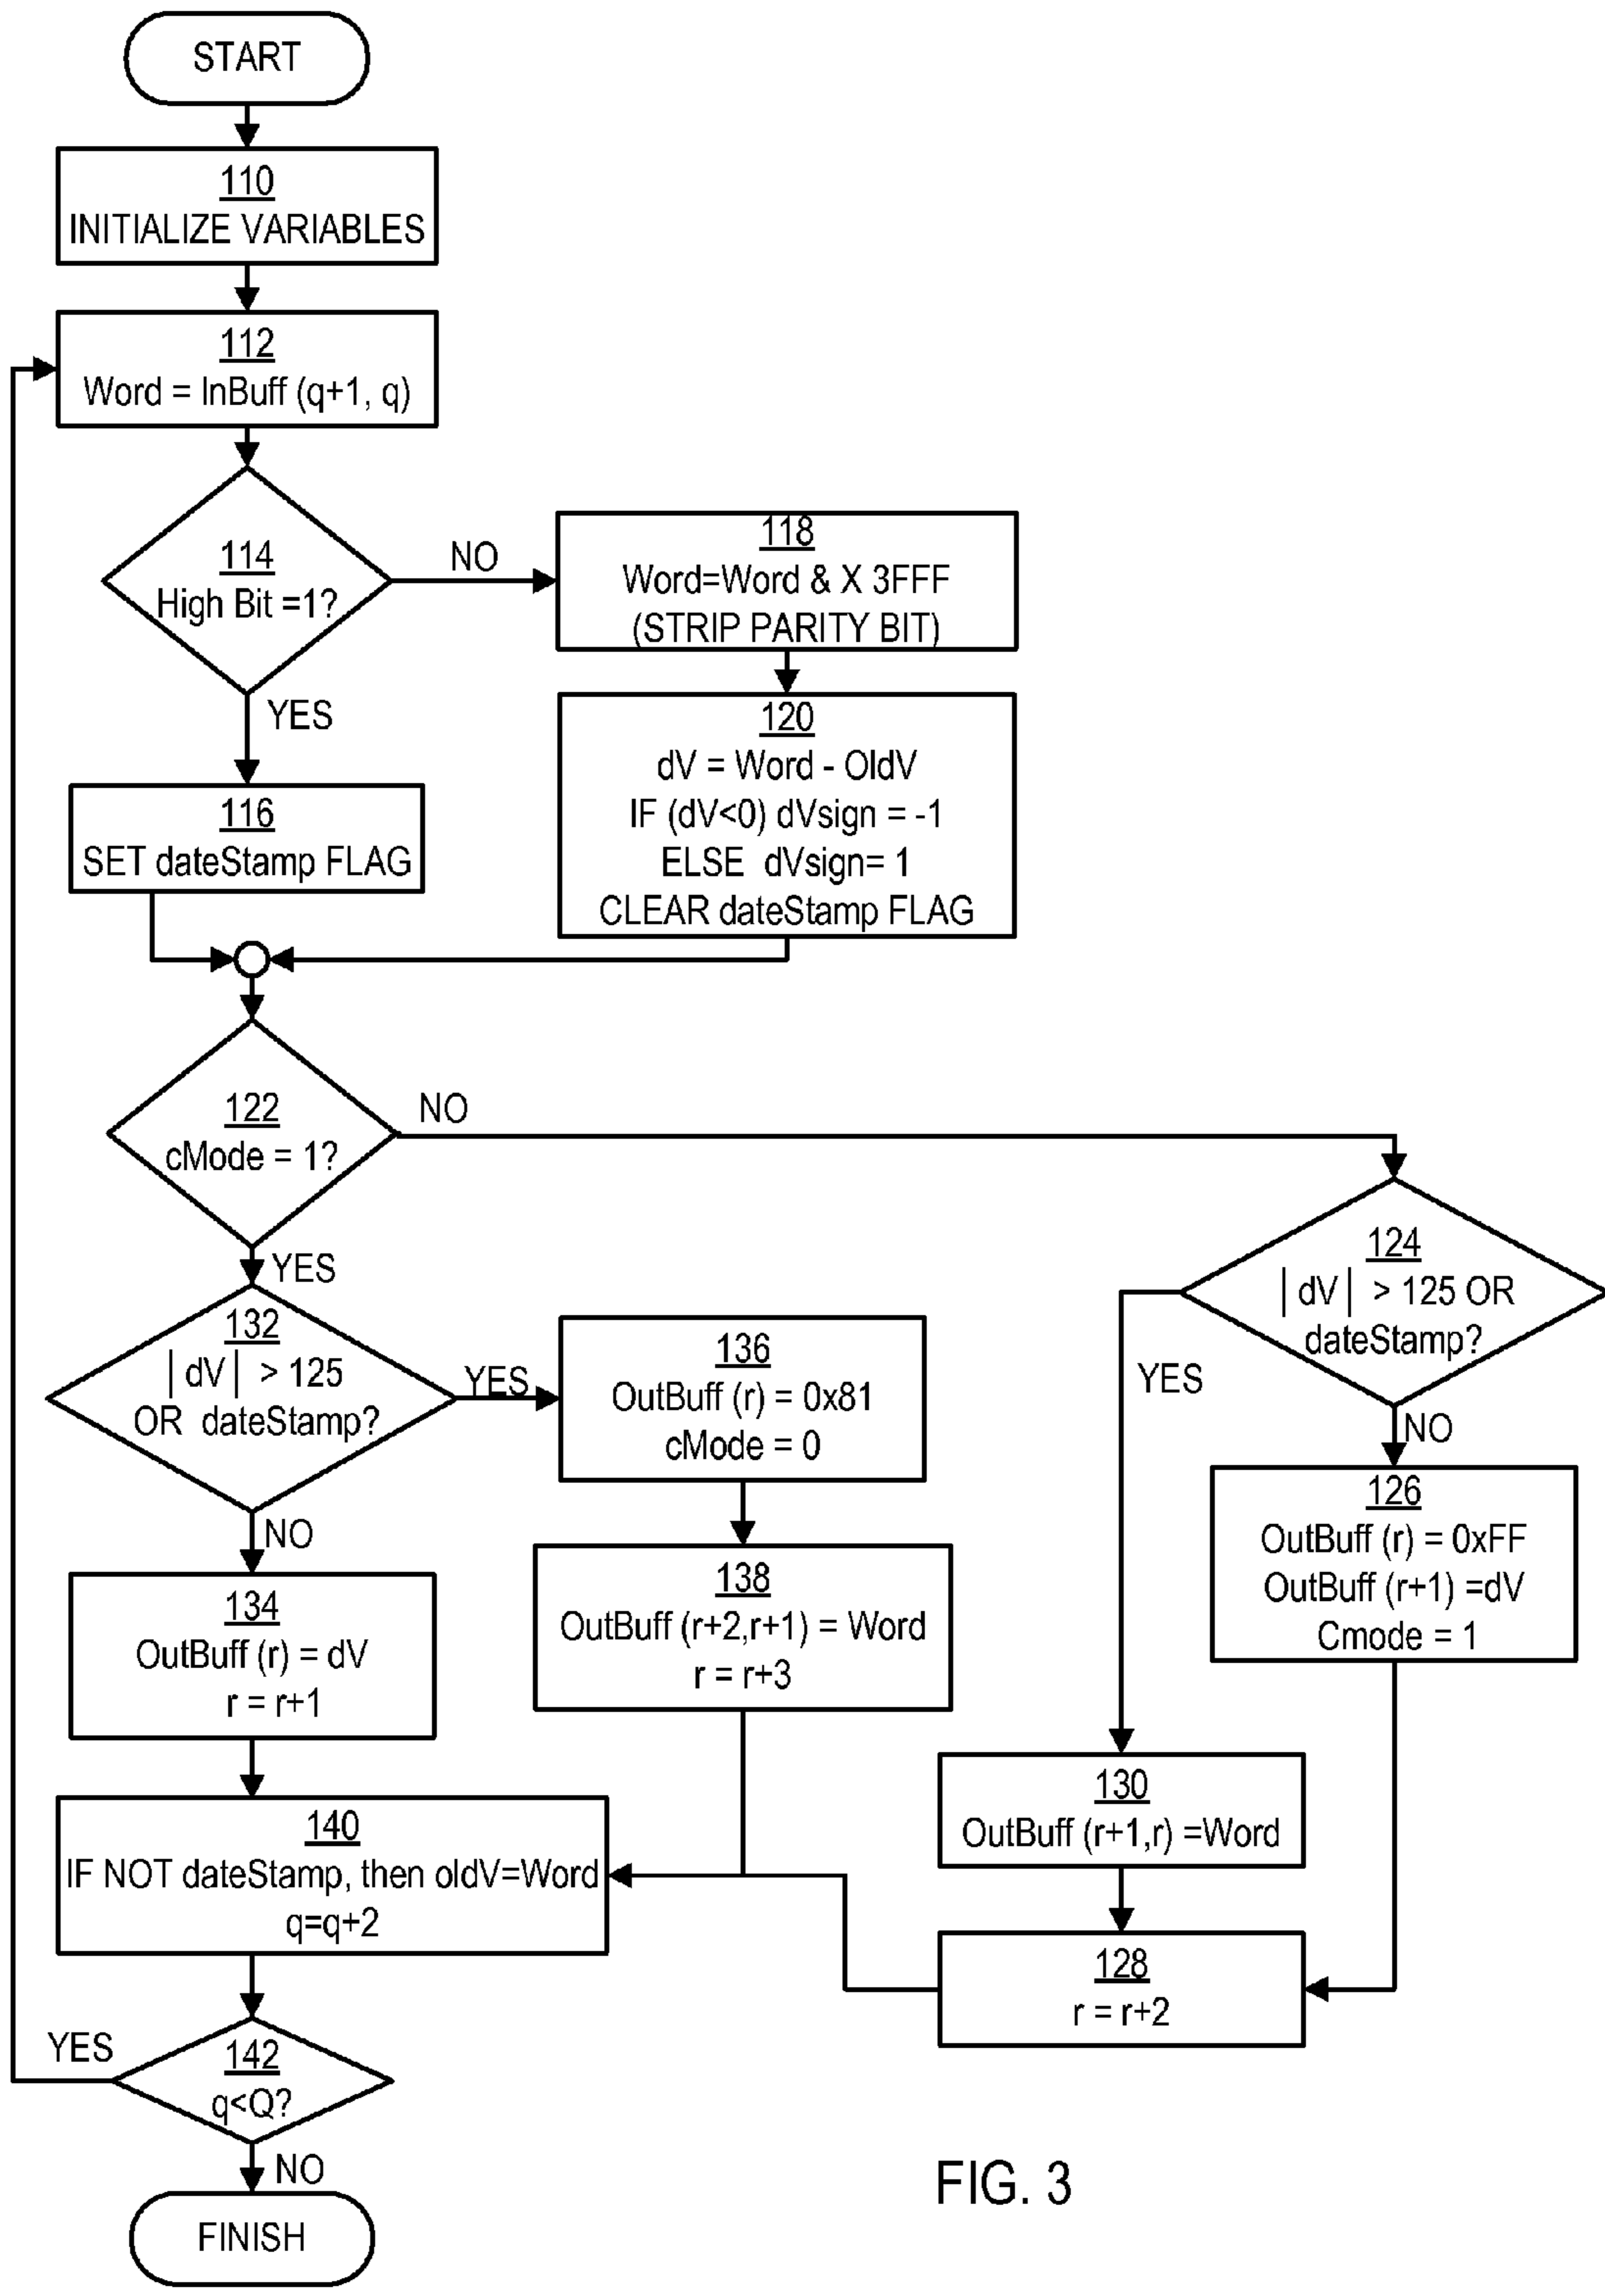 START
110
INITIALIZE VARIABLES
112
Word = InBuff (q+1, q)
114
High Bit =1?
NO
YES
118
Word=Word & X 3FFF
(STRIP PARITY BIT)
120
dV = Word - OldV
IF (dV<0) dVsign = -1
ELSE dVsign= 1
CLEAR dateStamp FLAG
116
SET dateStamp FLAG
122
cMode = 1?
NO
YES
124
|dV| > 125 OR
dateStamp?
YES
NO
132
|dV| > 125
OR dateStamp?
YES
NO
136
OutBuff (r) = 0x81
cMode = 0
126
OutBuff (r) = 0xFF
OutBuff (r+1) =dV
Cmode = 1
134
OutBuff (r) = dV
r = r+1
138
OutBuff (r+2,r+1) = Word
r = r+3
130
OutBuff (r+1,r) =Word
140
IF NOT dateStamp, then oldV=Word
q=q+2
128
r = r+2
142
q<Q?
YES
NO
FINISH
FIG. 3